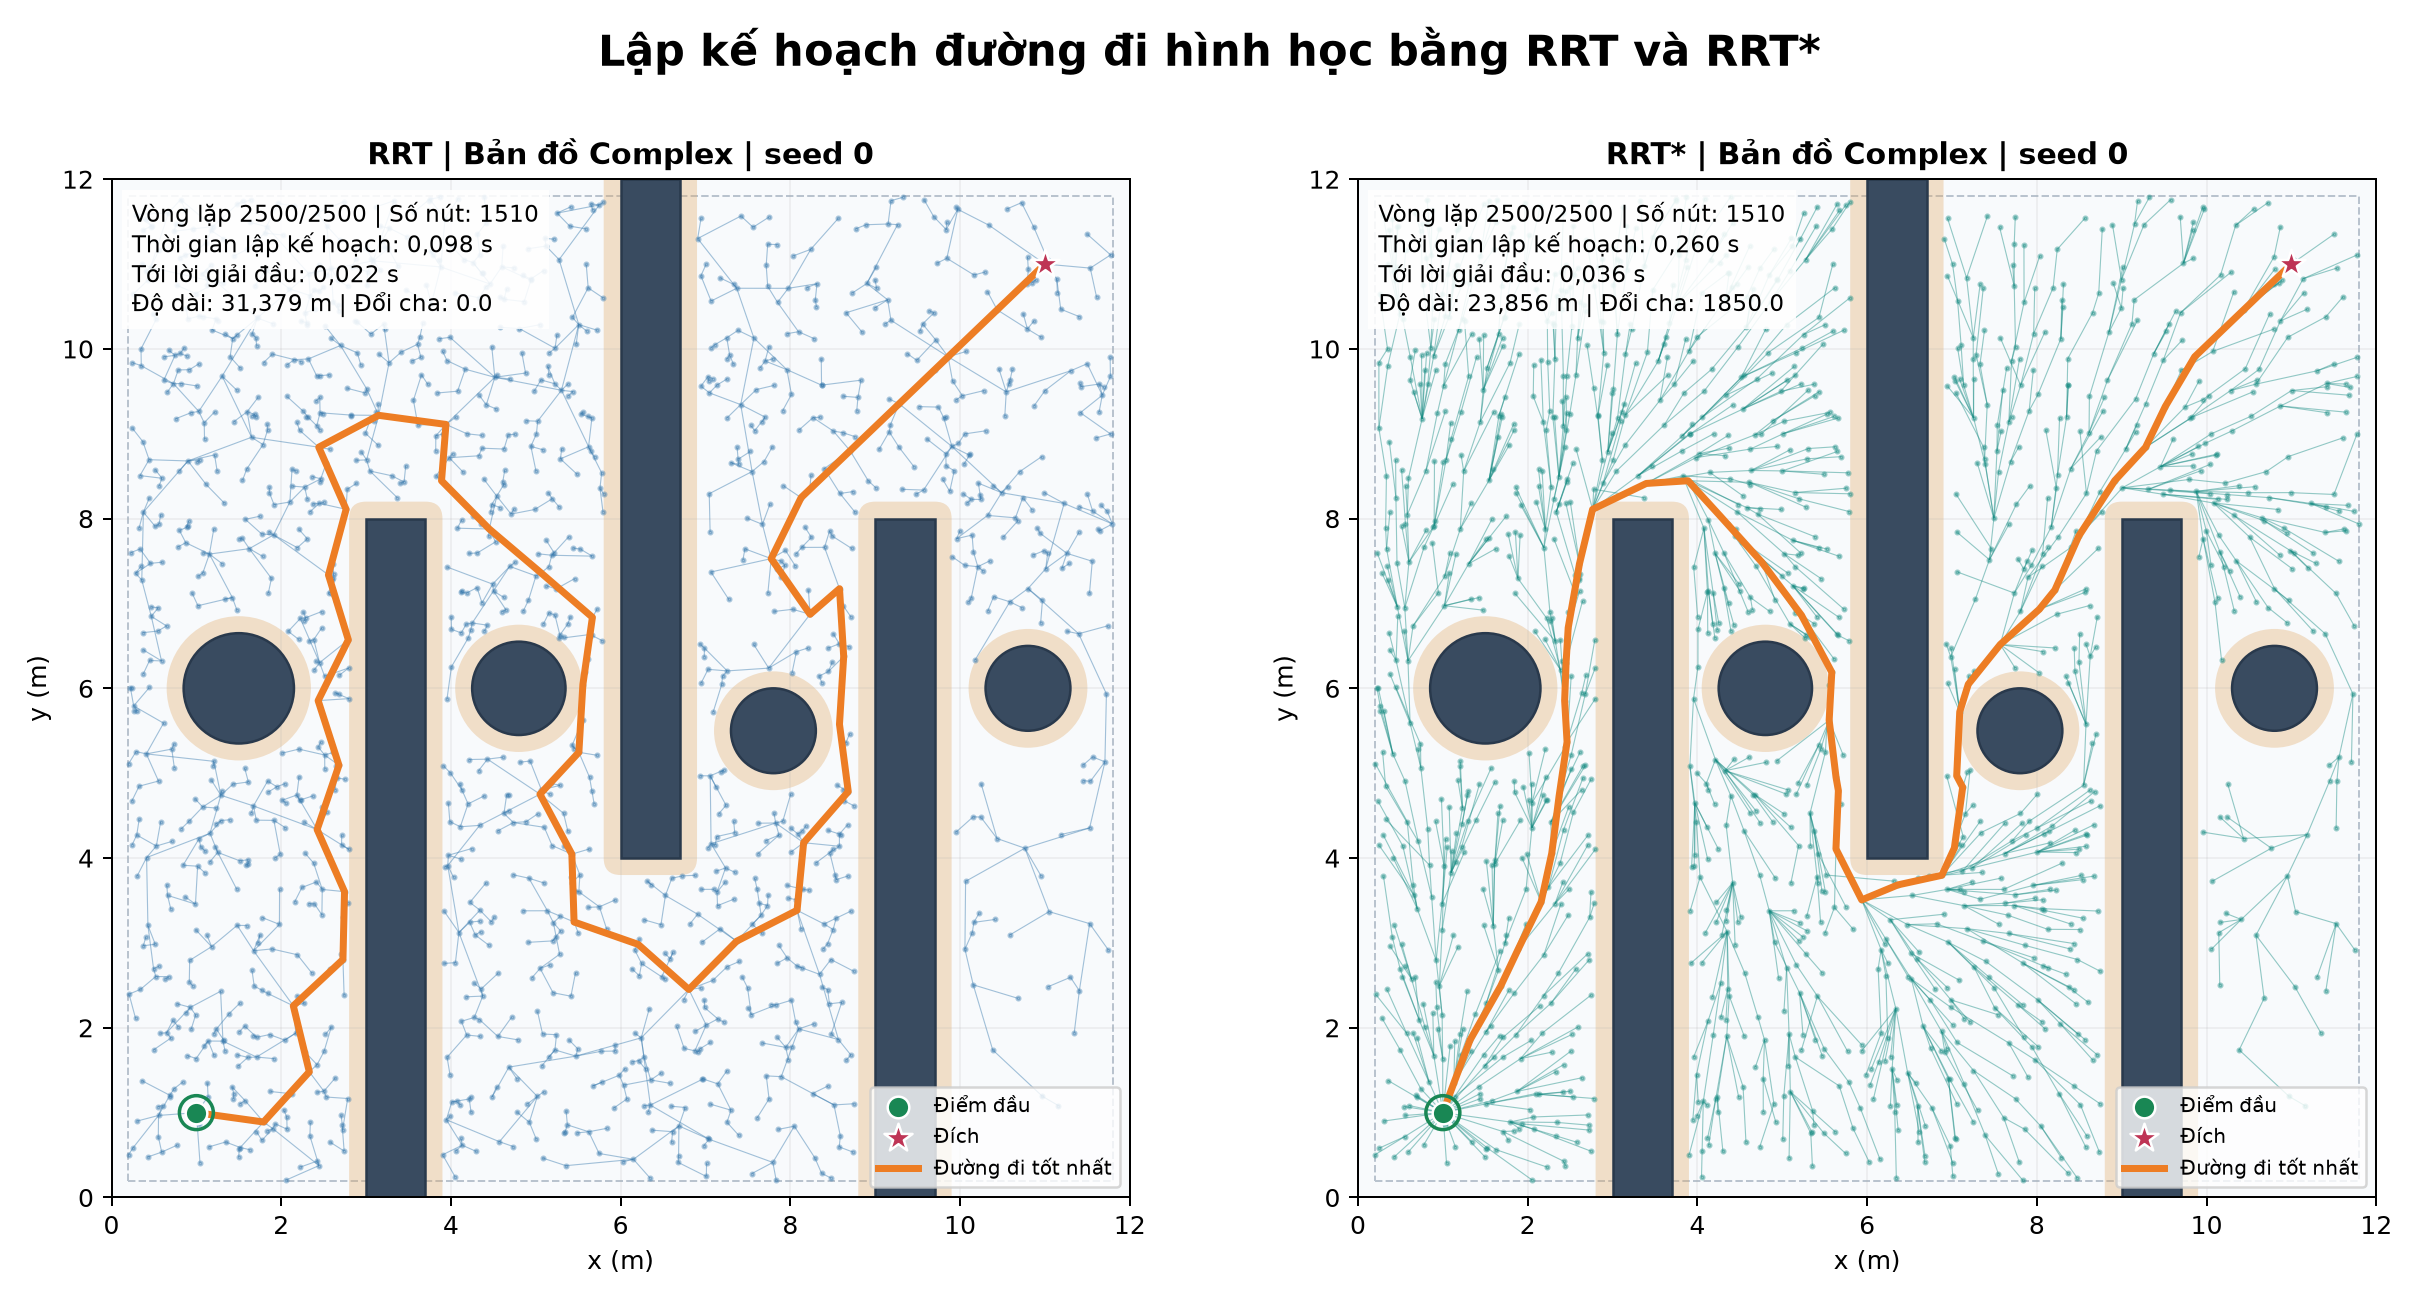 Lập kế hoạch đường đi hình học bằng RRT và RRT*
RRT | Bản đồ Complex | seed 0
Vòng lặp 2500/2500 | Số nút: 1510
Thời gian lập kế hoạch: 0,098 s
Tới lời giải đầu: 0,022 s
Độ dài: 31,379 m | Đổi cha: 0.0
12
10
8
6
4
2
0
y (m)
0 2 4 6 8 10 12
x (m)
Điểm đầu
Đích
Đường đi tốt nhất
RRT* | Bản đồ Complex | seed 0
Vòng lặp 2500/2500 | Số nút: 1510
Thời gian lập kế hoạch: 0,260 s
Tới lời giải đầu: 0,036 s
Độ dài: 23,856 m | Đổi cha: 1850.0
12
10
8
6
4
2
0
y (m)
0 2 4 6 8 10 12
x (m)
Điểm đầu
Đích
Đường đi tốt nhất